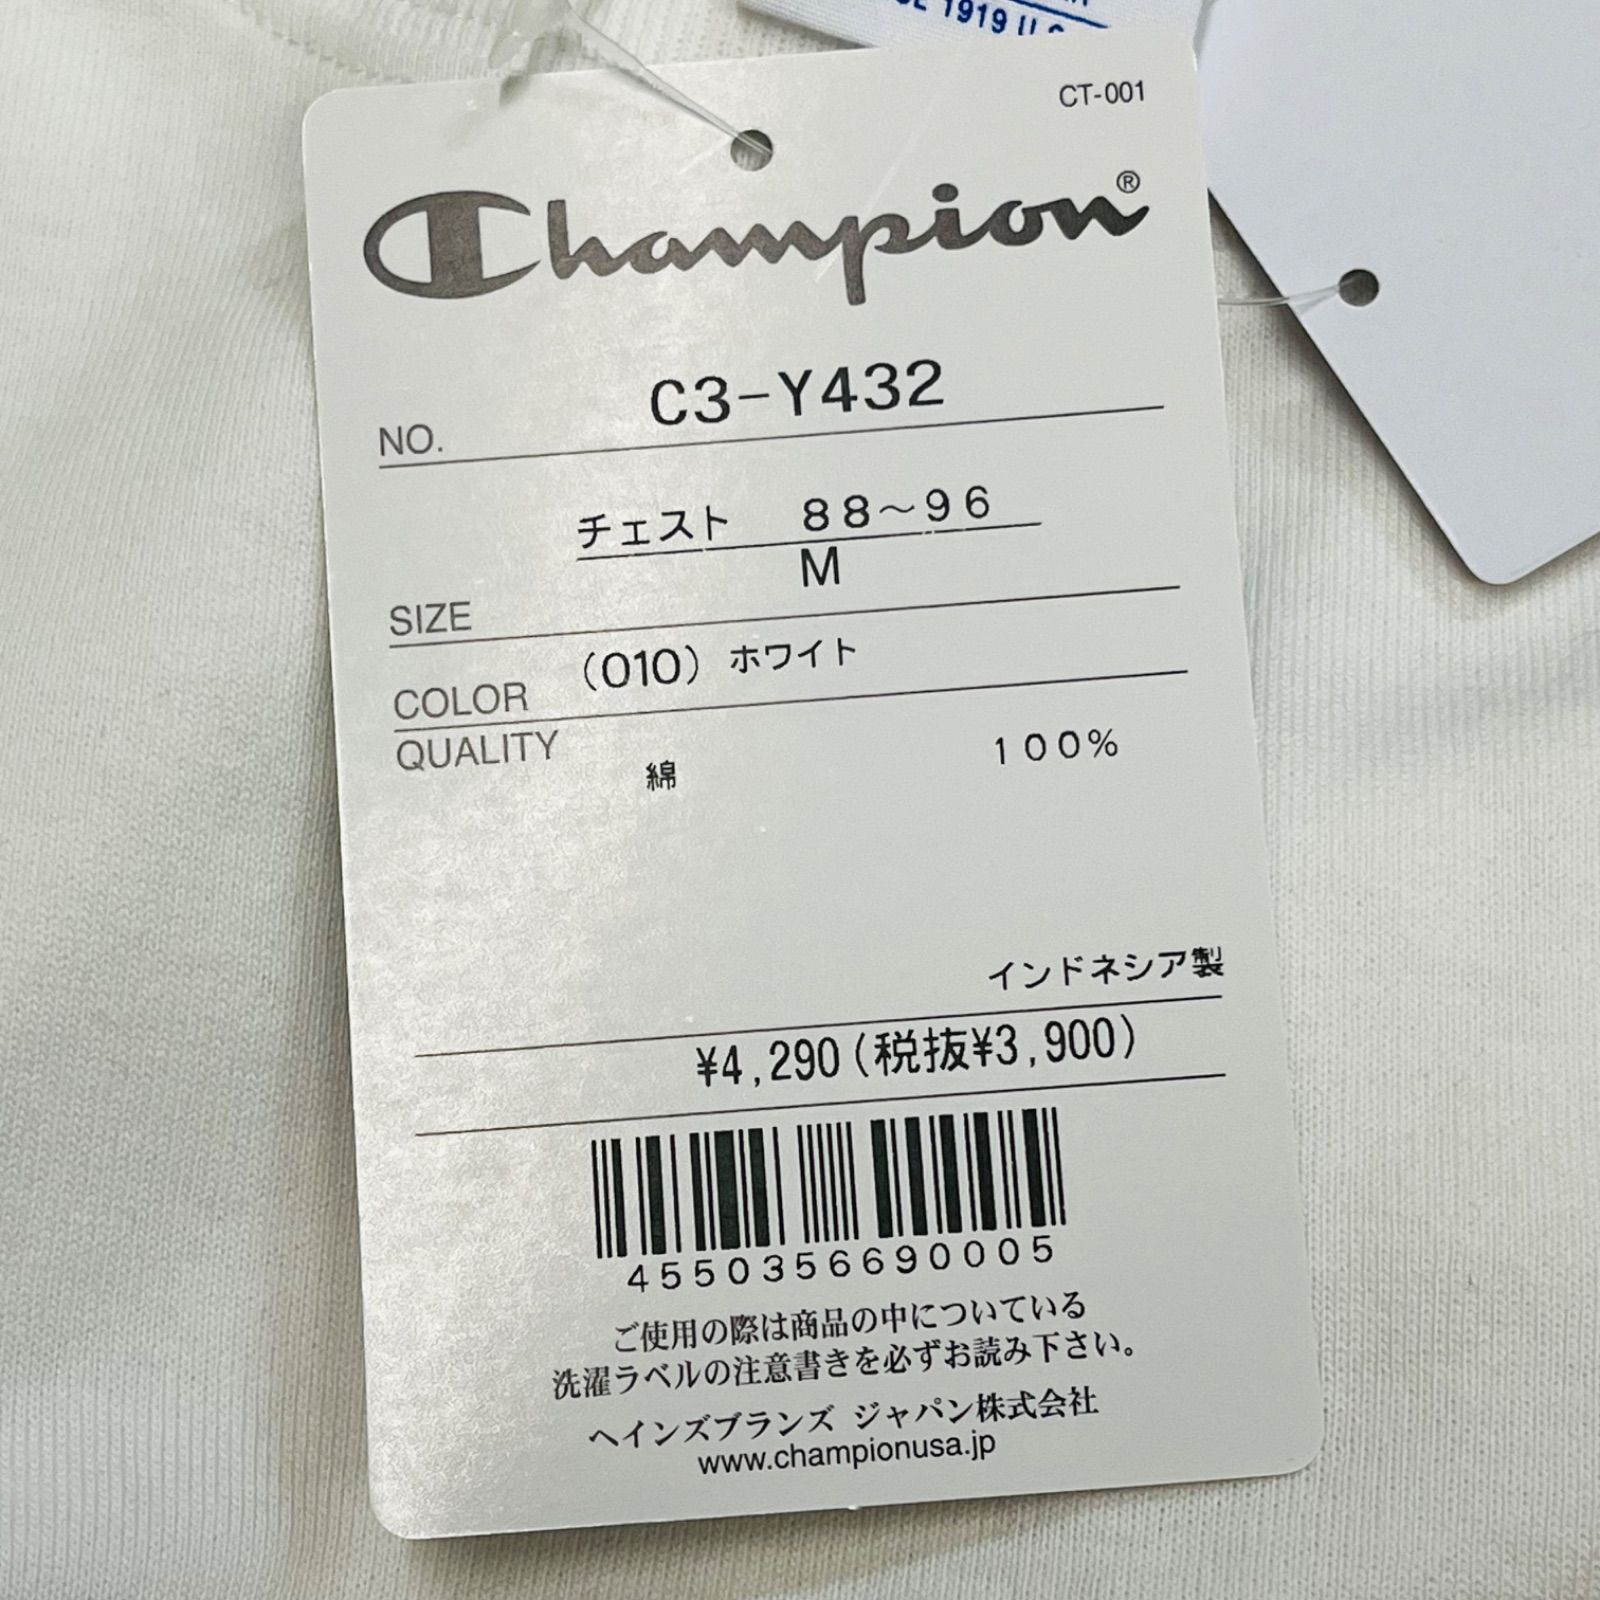 1919 U.S.
CT-001
Champion®
NO. C3-Y432
チェスト 88～96
M
SIZE
COLOR (010) ホワイト
QUALITY
綿 100%
インドネシア製
¥4,290(税抜¥3,900)
4550356690005
ご使用の際は商品の中についている
洗濯ラベルの注意書きを必ずお読み下さい。
ヘインズブランズ ジャパン株式会社
www.championusa.jp